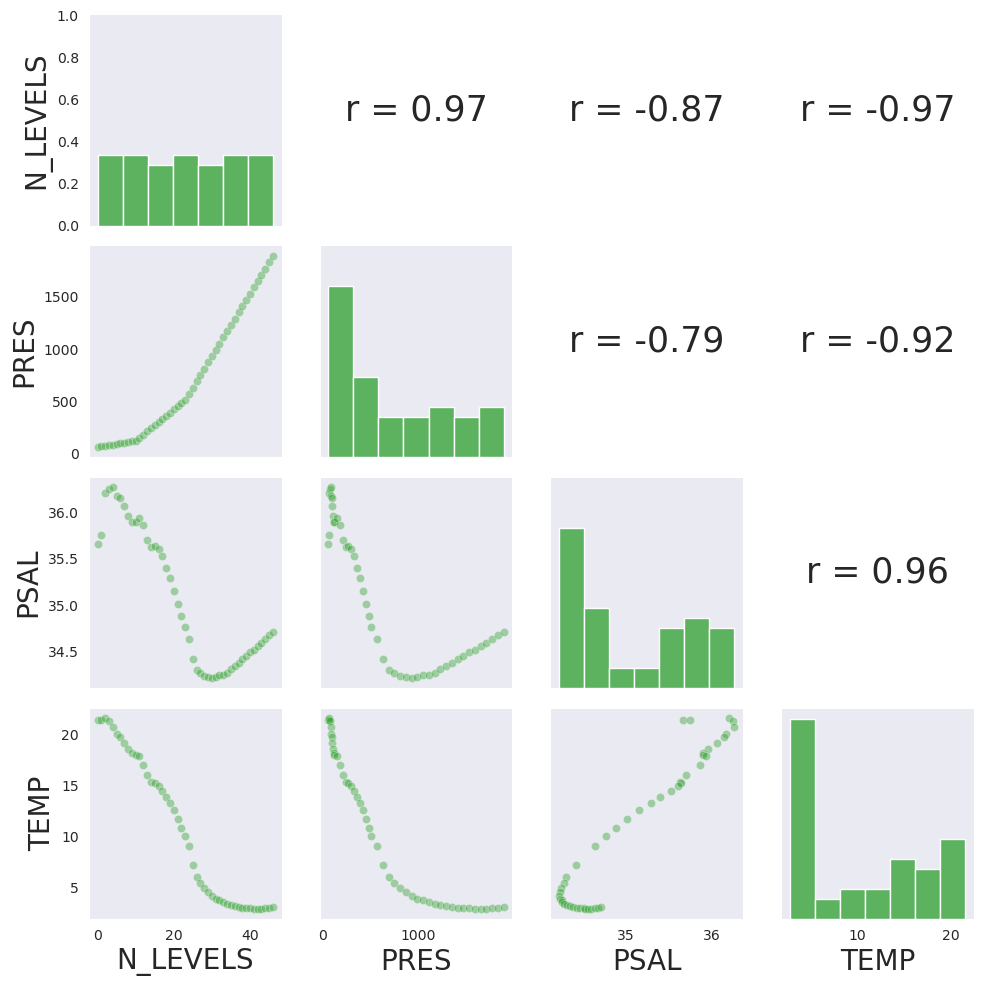 1.0
0.8
0.6
0.4
0.2
0.0
N_LEVELS
r = 0.97
r = -0.87
r = -0.97
1500
1000
500
0
PRES
r = -0.79
r = -0.92
36.0
35.5
35.0
34.5
PSAL
r = 0.96
20
15
10
5
TEMP
0 40
N_LEVELS
0 1000
PRES
35 36
PSAL
10 20
TEMP